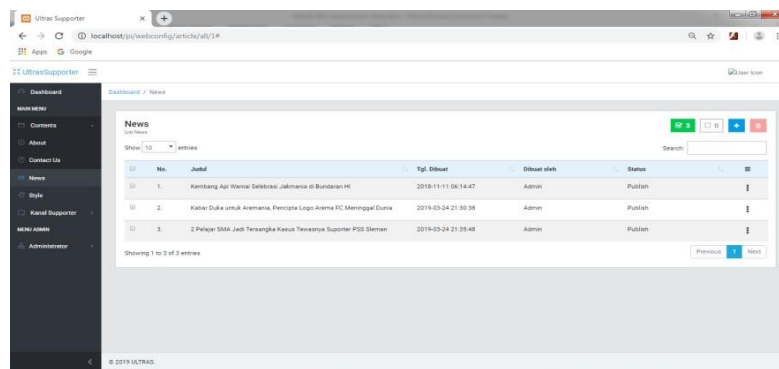 Ultras Supporter
localhost/pi/webconfig/article/all/1#
Apps Google
UltrasSupporter
User Icon
Dashboard
MAIN MENU
Contents
About
Contact Us
News
Style
Kanal Supporter
MENU ADMIN
Administrator
Dashboard / News
News
List News
3 0
Show 10 entries
Search:
No. Judul Tgl. Dibuat Dibuat oleh Status
1. Kembang Api Warnai Selebrasi Jakmania di Bundaran HI 2018-11-11 06:14:47 Admin Publish
2. Kabar Duka untuk Aremania, Pencipta Logo Arema FC Meninggal Dunia 2019-03-24 21:30:38 Admin Publish
3. 2 Pelajar SMA Jadi Tersangka Kasus Tewasnya Suporter PSS Sleman 2019-03-24 21:35:48 Admin Publish
Showing 1 to 3 of 3 entries
Previous 1 Next
© 2019 ULTRAS.